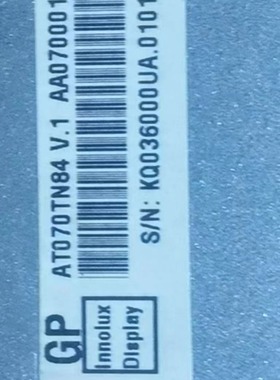 AT070TN84 V.1 AA070001
S/N: KQ036000UA.0101
GP
Innolux
Display